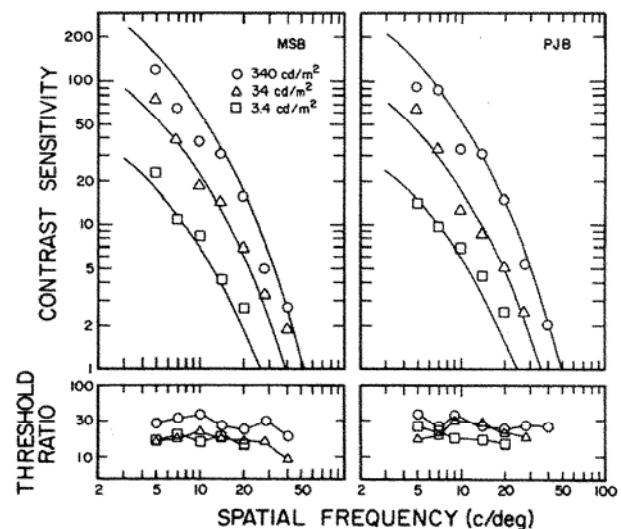 200
100
50
20
10
5
2
1
CONTRAST SENSITIVITY
MSB
340 cd/m²
34 cd/m²
3.4 cd/m²
PJB
100
30
10
THRESHOLD
RATIO
2 5 10 20 50 100 2 5 10 20 50 100
SPATIAL FREQUENCY (c/deg)